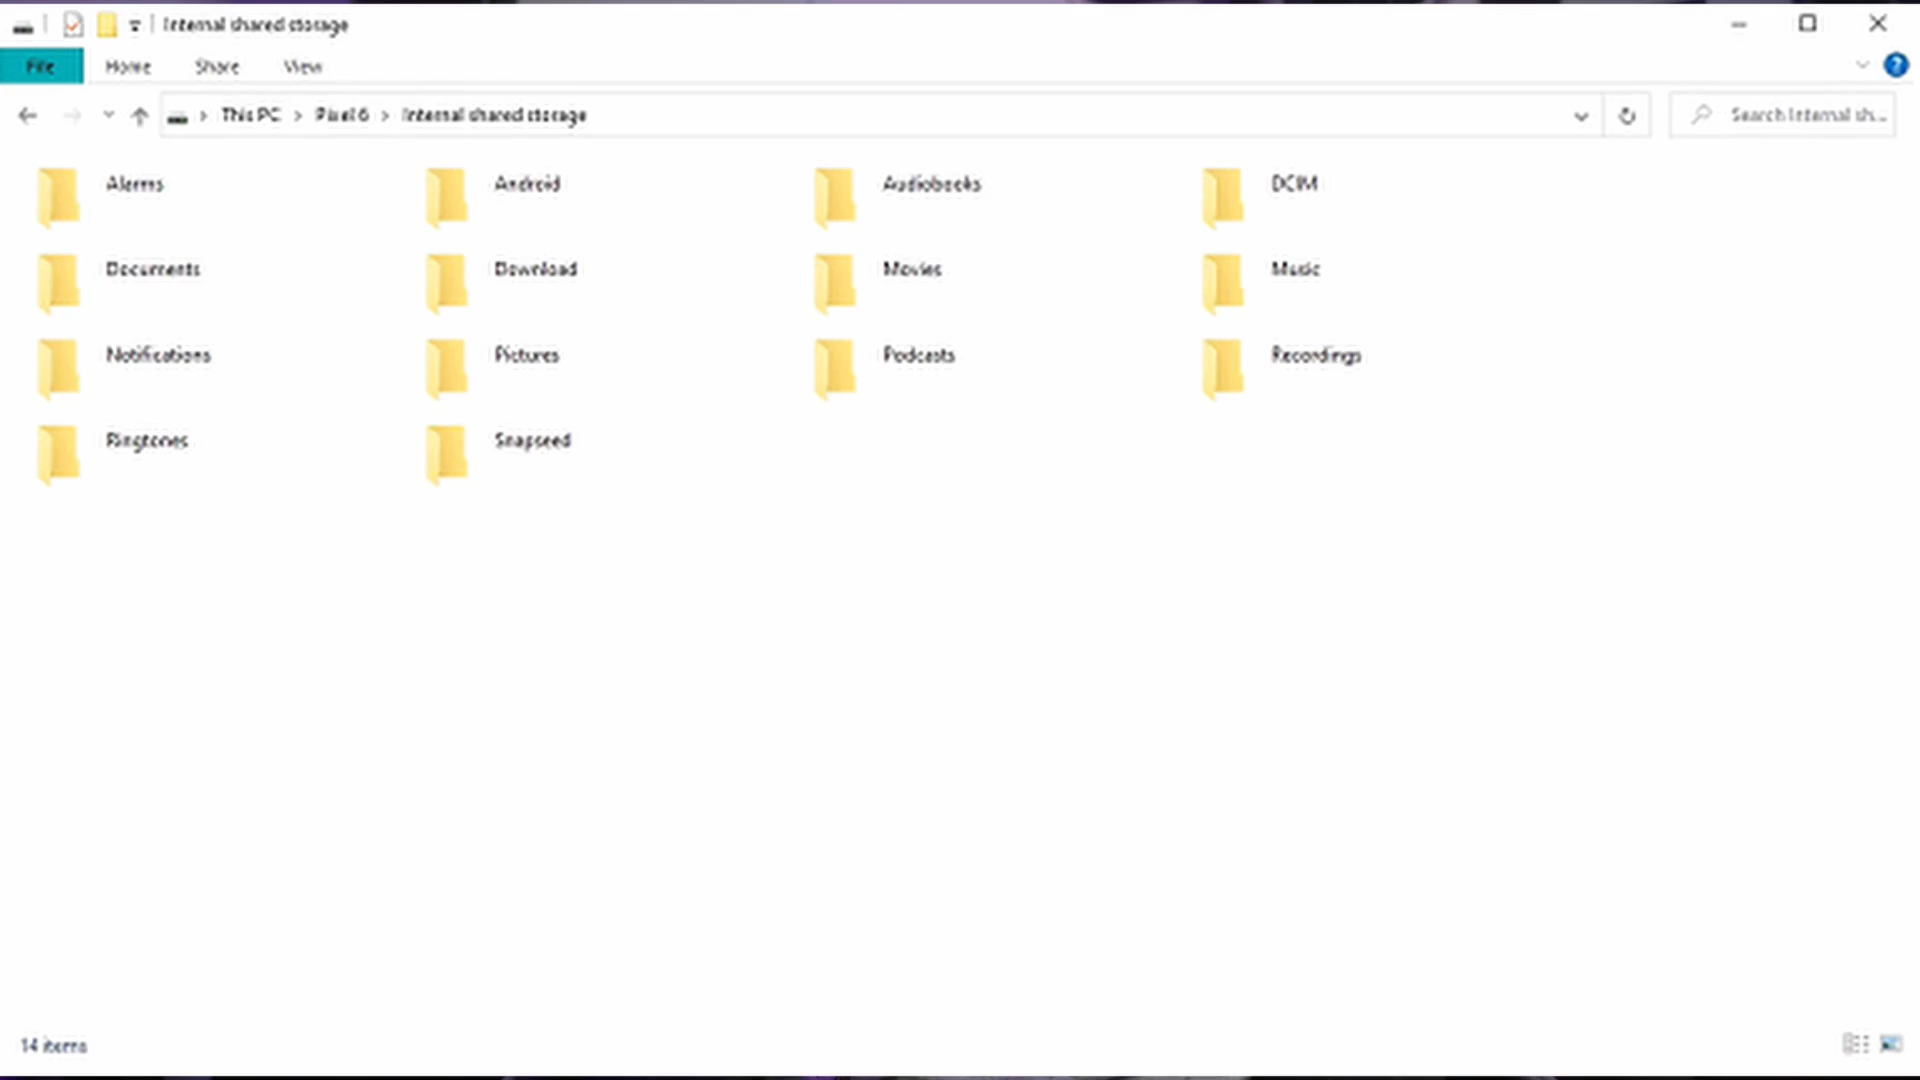 Internal shared storage
File Home Share View
This PC > Pixel 6 > Internal shared storage
Search Internal sh...
Alarms Android Audiobooks DCIM
Documents Download Movies Music
Notifications Pictures Podcasts Recordings
Ringtones Snapseed
14 items